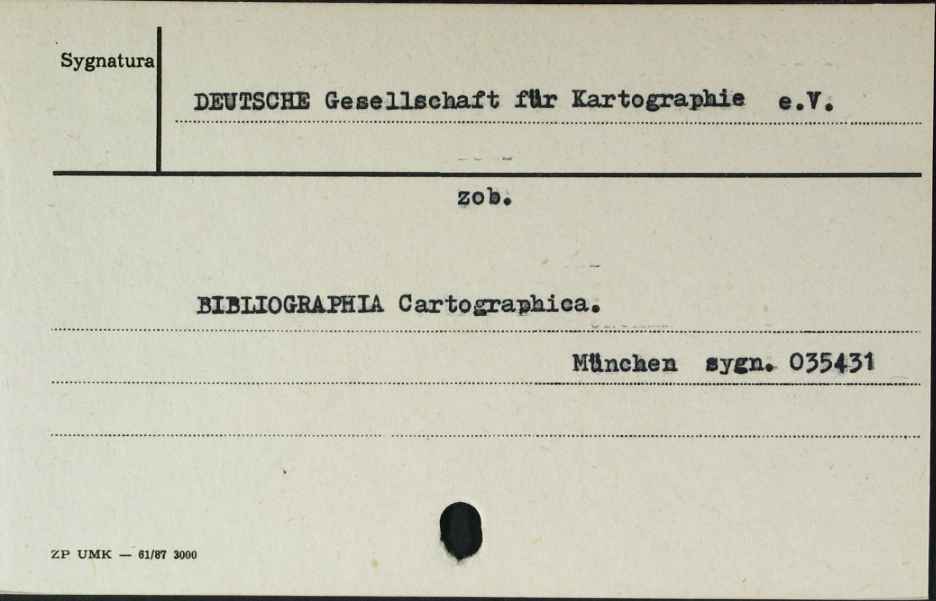 Sygnatura
DEUTSCHE Gesellschaft für Kartographie e.V.
zob.
BIBLIOGRAPHIA Cartographica.
München sygn. 035431
ZP UMK — 61/87 3000